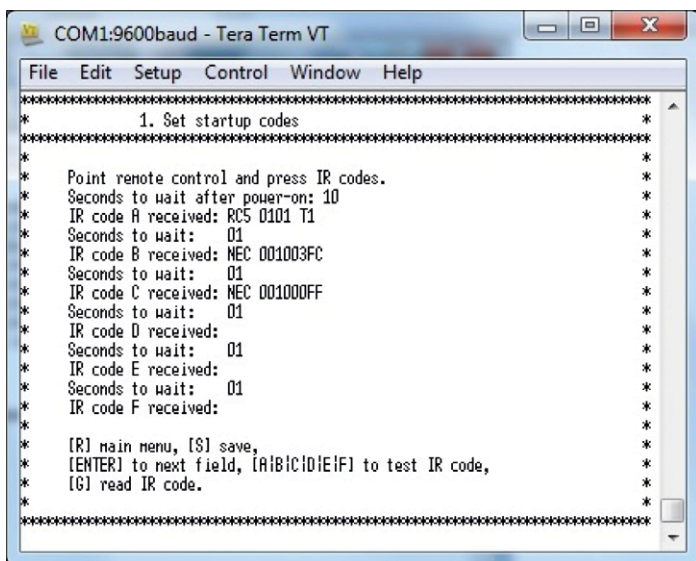 COM1:9600baud - Tera Term VT
File Edit Setup Control Window Help
********************************************************************************
* 1. Set startup codes *
********************************************************************************
* *
* Point remote control and press IR codes. *
* Seconds to wait after power-on: 10 *
* IR code A received: RC5 0101 T1 *
* Seconds to wait: 01 *
* IR code B received: NEC 001003FC *
* Seconds to wait: 01 *
* IR code C received: NEC 001000FF *
* Seconds to wait: 01 *
* IR code D received: *
* Seconds to wait: 01 *
* IR code E received: *
* Seconds to wait: 01 *
* IR code F received: *
* *
* [R] main menu, [S] save, *
* [ENTER] to next field, [A|B|C|D|E|F] to test IR code, *
* [G] read IR code. *
* *
********************************************************************************